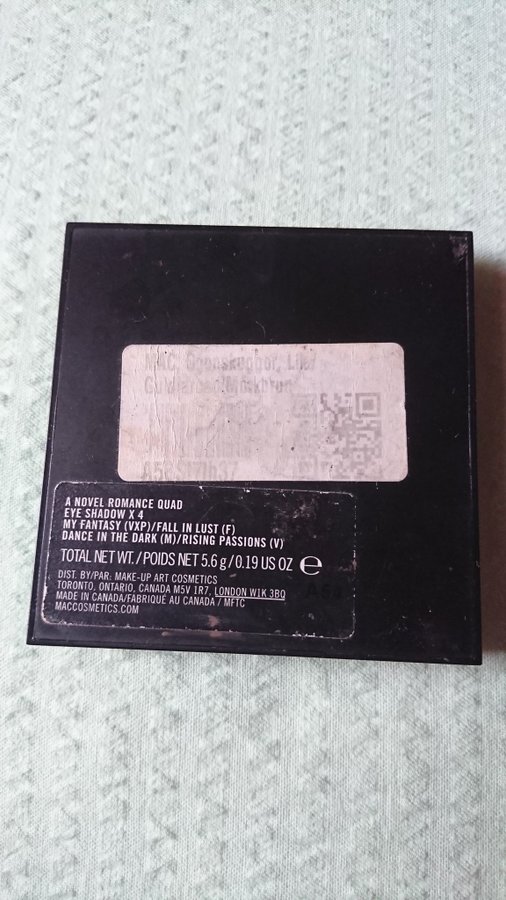 MAC,
A NOVEL ROMANCE QUAD
EYE SHADOW X 4
MY FANTASY (VXP)/FALL IN LUST (F)
DANCE IN THE DARK (M)/RISING PASSIONS (V)
TOTAL NET WT./POIDS NET 5.6 g/0.19 US OZ e
DIST. BY/PAR: MAKE-UP ART COSMETICS
TORONTO, ONTARIO, CANADA M5V 1R7, LONDON W1K 3BQ
MADE IN CANADA/FABRIQUÉ AU CANADA / MFTC
MACCOSMETICS.COM